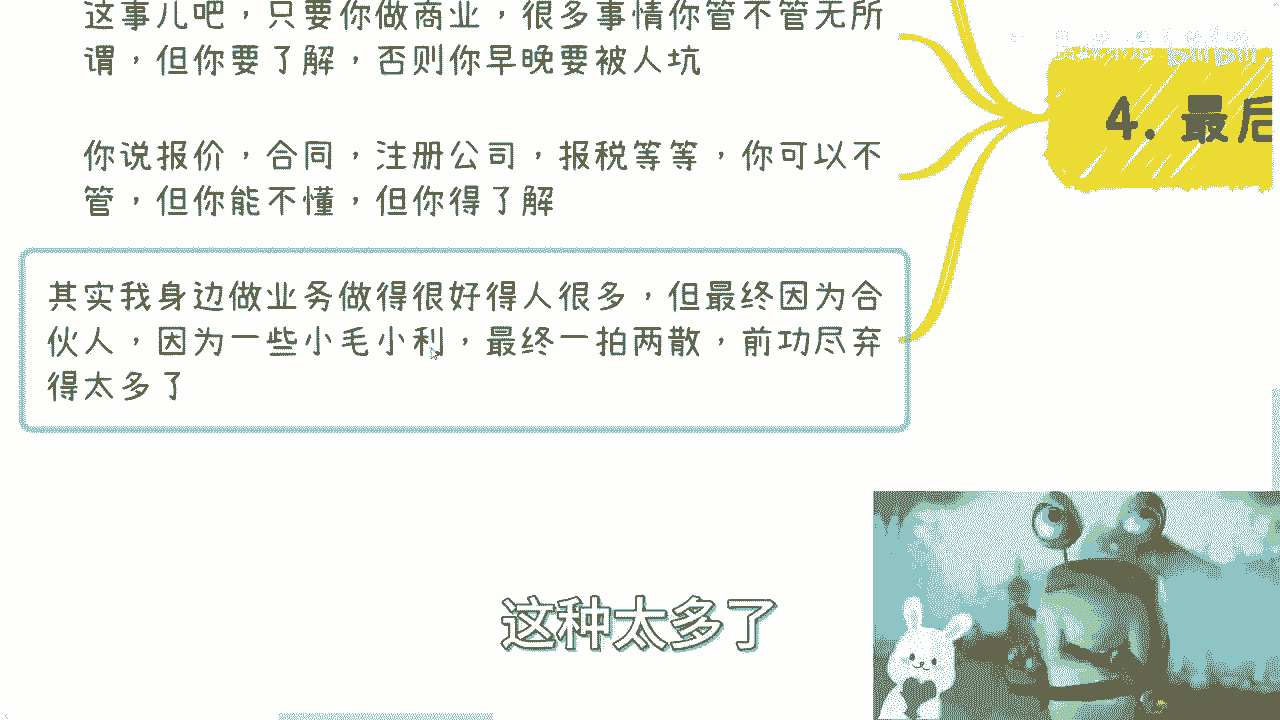 这事儿吧，只要你做商业，很多事情你管不管无所
谓，但你要了解，否则你早晚要被人坑
你说报价，合同，注册公司，报税等等，你可以不
管，但你能不懂，但你得了解
其实我身边做业务做得很好得人很多，但最终因为合
伙人，因为一些小毛小利，最终一拍两散，前功尽弃
得太多了
4. 最后
这种太多了